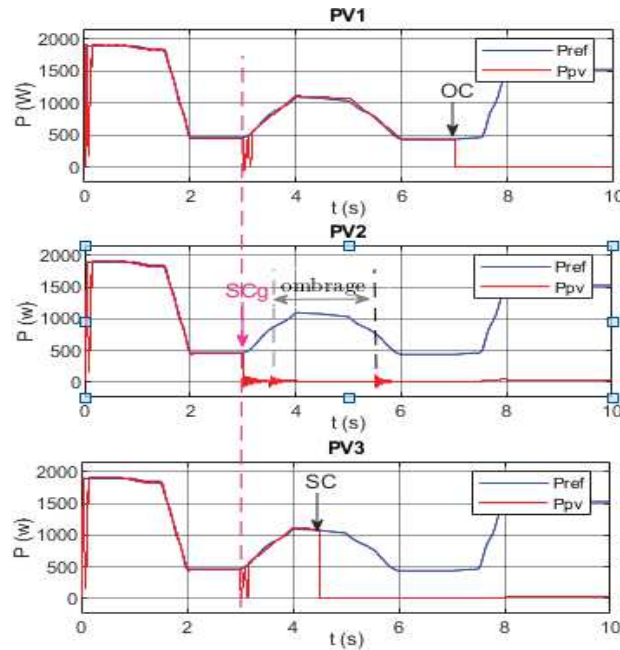 PV1
P (W)
2000
1500
1000
500
0
Pref
Ppv
OC
0 2 4 6 8 10
t (s)
PV2
P (w)
2000
1500
1000
500
0
SCg
ombrage
Pref
Ppv
0 2 4 6 8 10
t (s)
PV3
P (w)
2000
1500
1000
500
0
SC
Pref
Ppv
0 2 4 6 8 10
t (s)